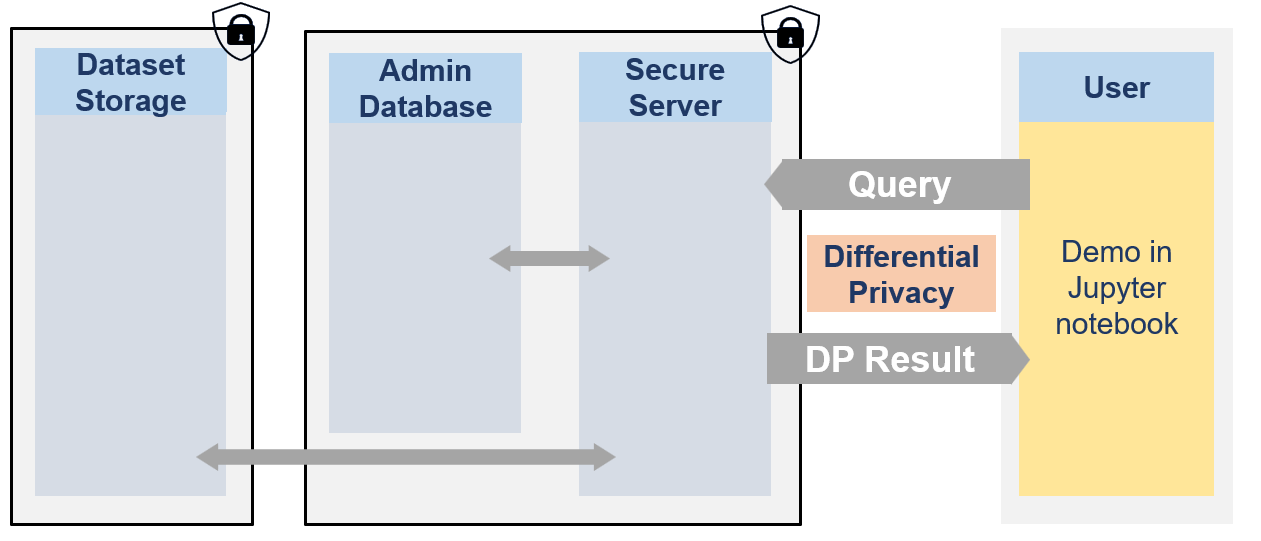 Dataset
Storage
Admin
Database
Secure
Server
User
Query
Differential
Privacy
DP Result
Demo in
Jupyter
notebook